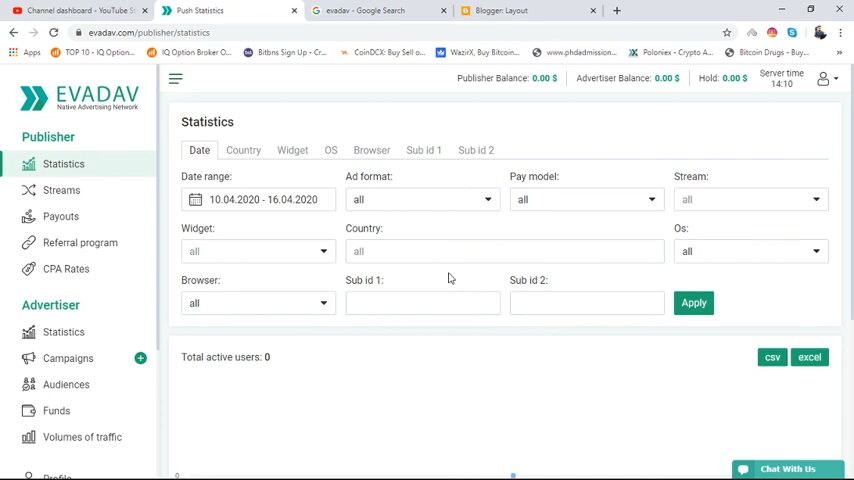 Channel dashboard - YouTube St
Push Statistics
evadav - Google Search
Blogger: Layout
evadav.com/publisher/statistics
Apps
TOP 10 - IQ Option...
IQ Option Broker O...
Bitbns Sign Up - Cr...
CoinDCX: Buy Sell o...
WazirX, Buy Bitcoin...
www.phdadmission...
Poloniex - Crypto A...
Bitcoin Drugs - Buy...
EVADAV
Native Advertising Network
Publisher Balance: 0.00 $
Advertiser Balance: 0.00 $
Hold: 0.00 $
Server time
14:10
Publisher
Statistics
Streams
Payouts
Referral program
CPA Rates
Advertiser
Statistics
Campaigns
Audiences
Funds
Volumes of traffic
Profile
Statistics
Date Country Widget OS Browser Sub id 1 Sub id 2
Date range: Ad format: Pay model: Stream:
10.04.2020 - 16.04.2020 all all all
Widget: Country: Os:
all all all
Browser: Sub id 1: Sub id 2:
all Apply
Total active users: 0
csv excel
0
Chat With Us